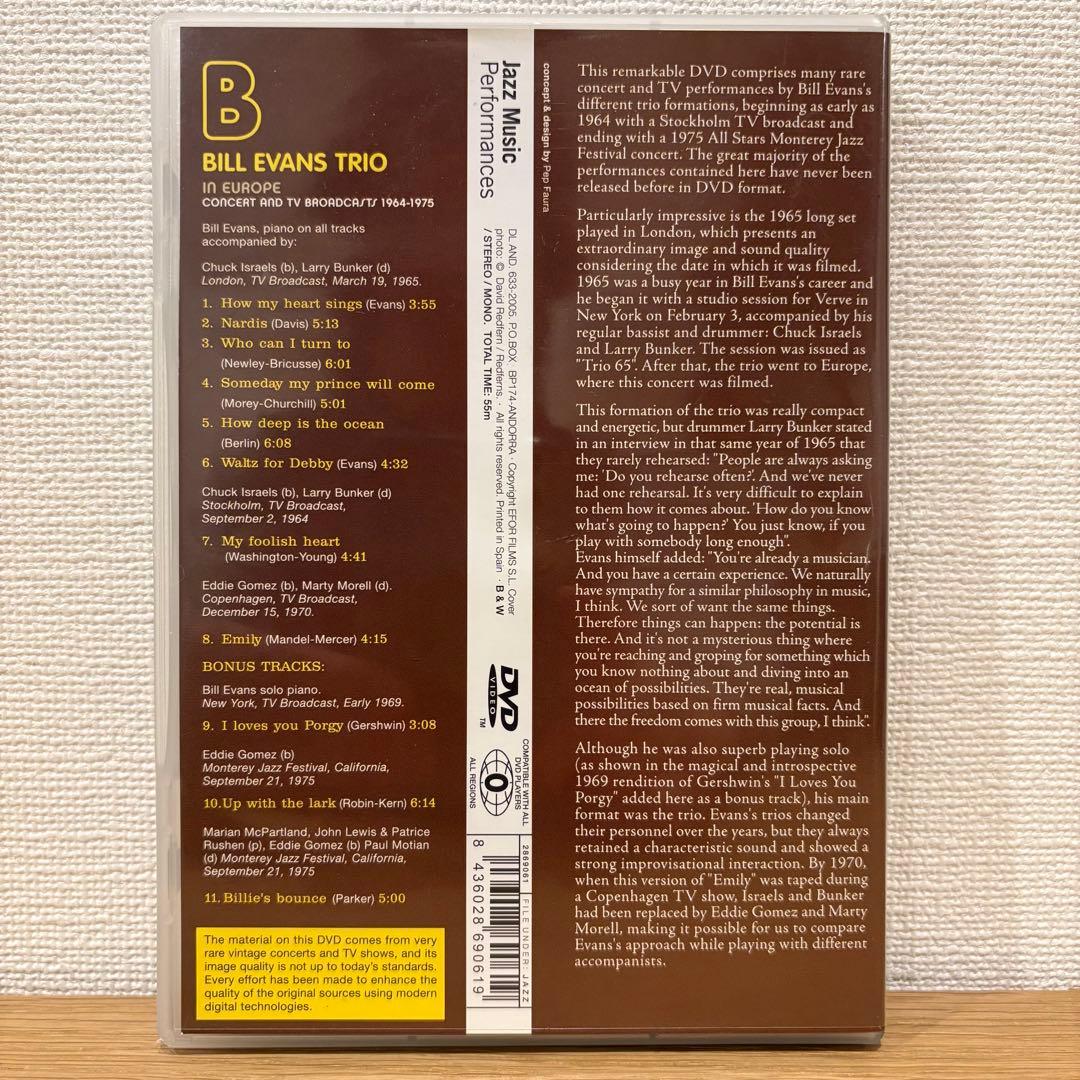 B
BILL EVANS TRIO
IN EUROPE
CONCERT AND TV BROADCASTS 1964-1975
Bill Evans, piano on all tracks
accompanied by:
Chuck Israels (b), Larry Bunker (d)
London, TV Broadcast, March 19, 1965.
1. How my heart sings (Evans) 3:55
2. Nardis (Davis) 5:13
3. Who can I turn to
(Newley-Bricusse) 6:01
4. Someday my prince will come
(Morey-Churchill) 5:01
5. How deep is the ocean
(Berlin) 6:08
6. Waltz for Debby (Evans) 4:32
Chuck Israels (b), Larry Bunker (d)
Stockholm, TV Broadcast,
September 2, 1964
7. My foolish heart
(Washington-Young) 4:41
Eddie Gomez (b), Marty Morell (d).
Copenhagen, TV Broadcast,
December 15, 1970.
8. Emily (Mandel-Mercer) 4:15
BONUS TRACKS:
Bill Evans solo piano.
New York, TV Broadcast, Early 1969.
9. I loves you Porgy (Gershwin) 3:08
Eddie Gomez (b)
Monterey Jazz Festival, California,
September 21, 1975
10.Up with the lark (Robin-Kern) 6:14
Marian McPartland, John Lewis & Patrice
Rushen (p), Eddie Gomez (b) Paul Motian
(d) Monterey Jazz Festival, California,
September 21, 1975
11.Billie's bounce (Parker) 5:00
The material on this DVD comes from very
rare vintage concerts and TV shows, and its
image quality is not up to today's standards.
Every effort has been made to enhance the
quality of the original sources using modern
digital technologies.
Jazz Music
Performances
concept & design by Pep Faura
DL AND. 633-2005. P.O.BOX BP174-ANDORRA · Copyright EFOR FILMS S.L. Cover
photo: © David Redfern / Redferns. · All rights reserved. Printed in Spain · B & W
/ STEREO / MONO. TOTAL TIME: 55m
DVD
VIDEO
TM
COMPATIBLE WITH ALL
DVD PLAYERS
0
ALL REGIONS
2869061 FILE UNDER: JAZZ
8 436028 690619
This remarkable DVD comprises many rare
concert and TV performances by Bill Evans's
different trio formations, beginning as early as
1964 with a Stockholm TV broadcast and
ending with a 1975 All Stars Monterey Jazz
Festival concert. The great majority of the
performances contained here have never been
released before in DVD format.
Particularly impressive is the 1965 long set
played in London, which presents an
extraordinary image and sound quality
considering the date in which it was filmed.
1965 was a busy year in Bill Evans's career and
he began it with a studio session for Verve in
New York on February 3, accompanied by his
regular bassist and drummer: Chuck Israels
and Larry Bunker. The session was issued as
"Trio 65". After that, the trio went to Europe,
where this concert was filmed.
This formation of the trio was really compact
and energetic, but drummer Larry Bunker stated
in an interview in that same year of 1965 that
they rarely rehearsed: "People are always asking
me: 'Do you rehearse often?'. And we've never
had one rehearsal. It's very difficult to explain
to them how it comes about. 'How do you know
what's going to happen?' You just know, if you
play with somebody long enough".
Evans himself added: "You're already a musician.
And you have a certain experience. We naturally
have sympathy for a similar philosophy in music,
I think. We sort of want the same things.
Therefore things can happen: the potential is
there. And it's not a mysterious thing where
you're reaching and groping for something which
you know nothing about and diving into an
ocean of possibilities. They're real, musical
possibilities based on firm musical facts. And
there the freedom comes with this group, I think".
Although he was also superb playing solo
(as shown in the magical and introspective
1969 rendition of Gershwin's "I Loves You
Porgy" added here as a bonus track), his main
format was the trio. Evans's trios changed
their personnel over the years, but they always
retained a characteristic sound and showed a
strong improvisational interaction. By 1970,
when this version of "Emily" was taped during
a Copenhagen TV show, Israels and Bunker
had been replaced by Eddie Gomez and Marty
Morell, making it possible for us to compare
Evans's approach while playing with different
accompanists.